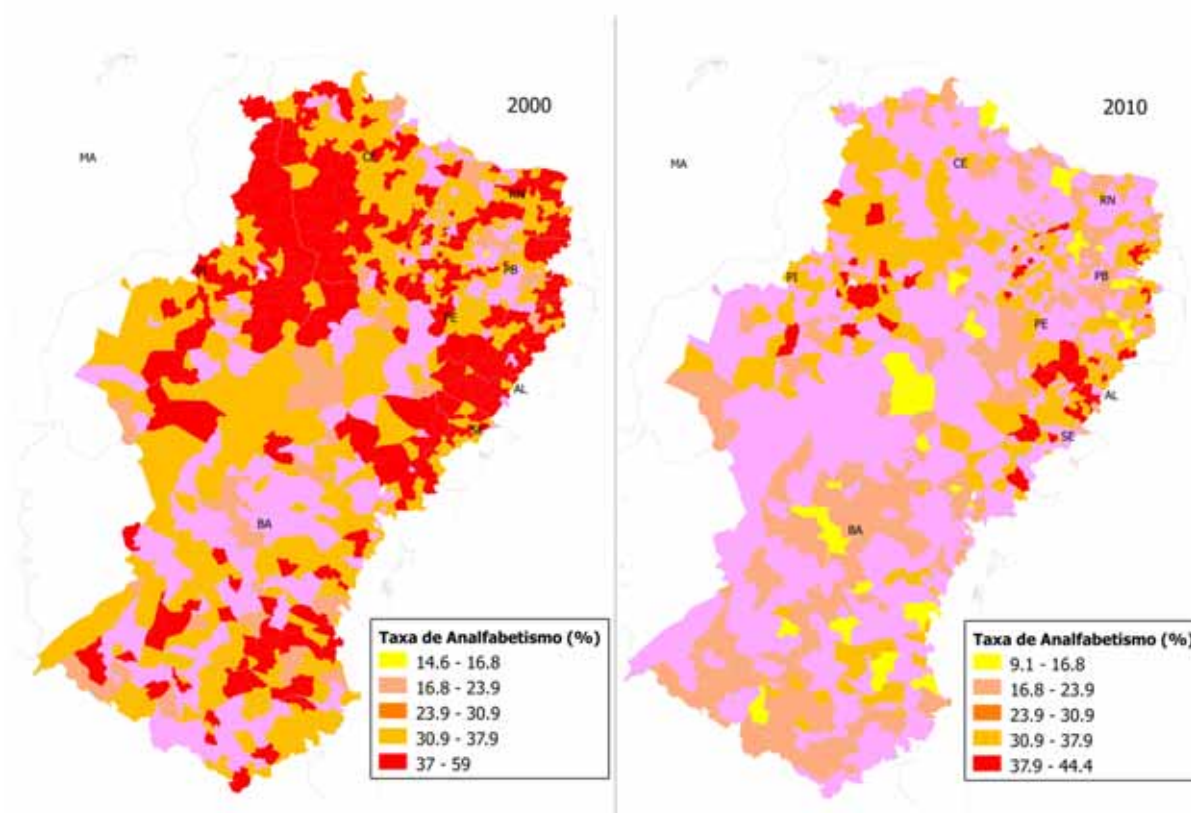 2000
MA
CE
RN
PI
PB
PE
AL
SE
BA
Taxa de Analfabetismo (%)
14.6 - 16.8
16.8 - 23.9
23.9 - 30.9
30.9 - 37.9
37 - 59
2010
MA
CE
RN
PI
PB
PE
AL
SE
BA
Taxa de Analfabetismo (%)
9.1 - 16.8
16.8 - 23.9
23.9 - 30.9
30.9 - 37.9
37.9 - 44.4